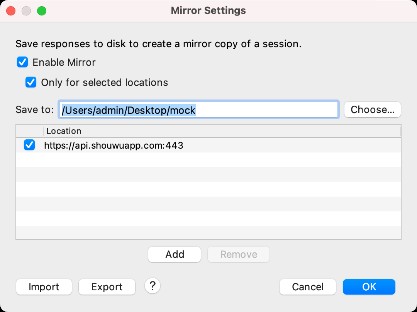 Mirror Settings
Save responses to disk to create a mirror copy of a session.
Enable Mirror
Only for selected locations
Save to: /Users/admin/Desktop/mock Choose...
Location
https://api.shouwuapp.com:443
Add Remove
Import Export ? Cancel OK